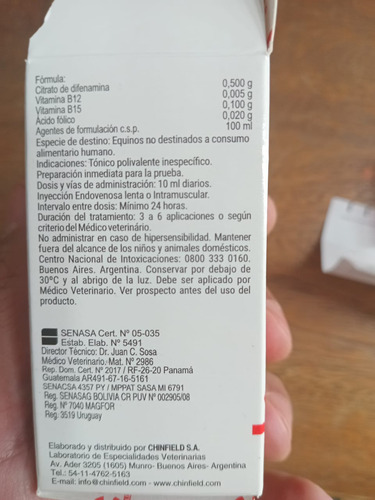 Fórmula:
Citrato de difenamina 0,500 g
Vitamina B12 0,005 g
Vitamina B15 0,100 g
Acido fólico 0,020 g
Agentes de formulación c.s.p. 100 ml
Especie de destino: Equinos no destinados a consumo
alimentario humano.
Indicaciones: Tónico polivalente inespecífico.
Preparación inmediata para la prueba.
Dosis y vías de administración: 10 ml diarios.
Inyección Endovenosa lenta o Intramuscular.
Intervalo entre dosis: Mínimo 24 horas.
Duración del tratamiento: 3 a 6 aplicaciones o según
criterio del Médico veterinário.
No administrar en caso de hipersensibilidad. Mantener
fuera del alcance de los niños y animales domésticos.
Centro Nacional de Intoxicaciones: 0800 333 0160.
Buenos Aires. Argentina. Conservar por debajo de
30ºC y al abrigo de la luz. Debe ser aplicado por
Médico Veterinario. Ver prospecto antes del uso del
producto.
SENASA Cert. Nº 05-035
Estab. Elab. Nº 5491
Director Técnico: Dr. Juan C. Sosa
Médico Veterinario.-Mat. Nº 2986
Rep. Dom. Cert. Nº 2017 / RF-26-20 Panamá
Guatemala AR491-67-16-5161
SENACSA 4357 PY / MPPAT SASA MI 6791
Reg. SENASAG BOLIVIA CR PUV Nº 002905/08
Reg. Nº 7040 MAGFOR
Reg. 3519 Uruguay
Elaborado y distribuido por CHINFIELD S.A.
Laboratorio de Especialidades Veterinarias
Av. Ader 3205 (1605) Munro- Buenos Aires- Argentina
Tel.: 54-11-4762-5163
E-mail: info@chinfield.com - www.chinfield.com